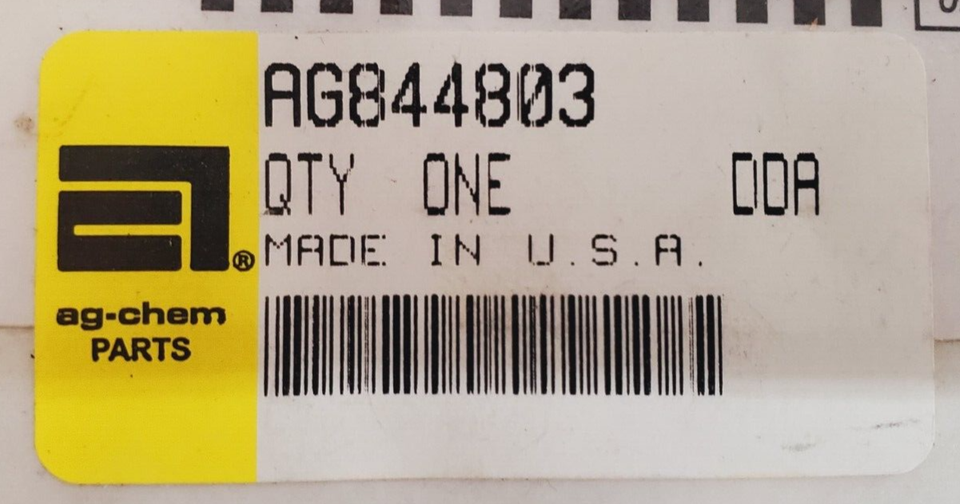 AG844803
QTY ONE DDA
MADE IN U.S.A.
®
ag-chem
PARTS